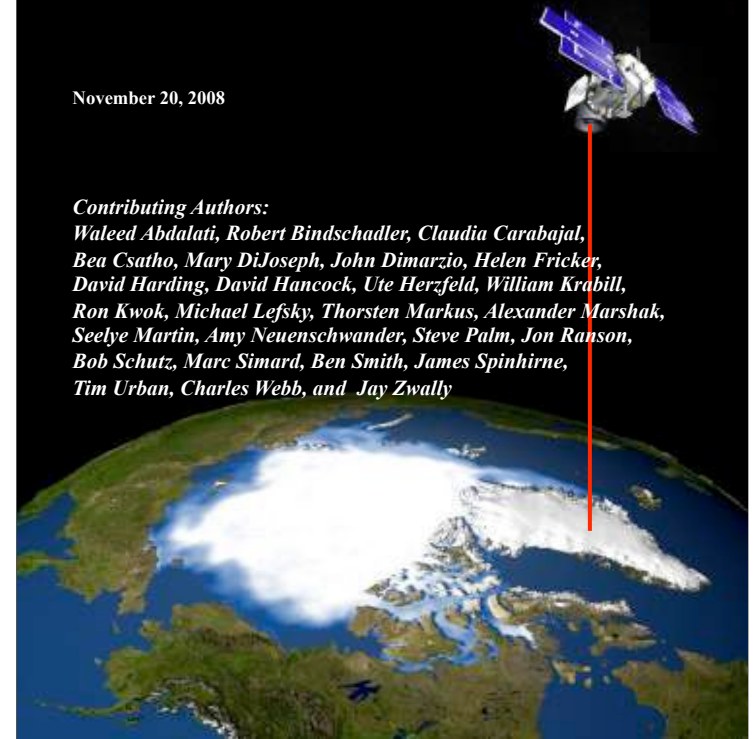 November 20, 2008
Contributing Authors:
Waleed Abdalati, Robert Bindschadler, Claudia Carabajal,
Bea Csatho, Mary DiJoseph, John Dimarzio, Helen Fricker,
David Harding, David Hancock, Ute Herzfeld, William Krabill,
Ron Kwok, Michael Lefsky, Thorsten Markus, Alexander Marshak,
Seelye Martin, Amy Neuenschwander, Steve Palm, Jon Ranson,
Bob Schutz, Marc Simard, Ben Smith, James Spinhirne,
Tim Urban, Charles Webb, and Jay Zwally